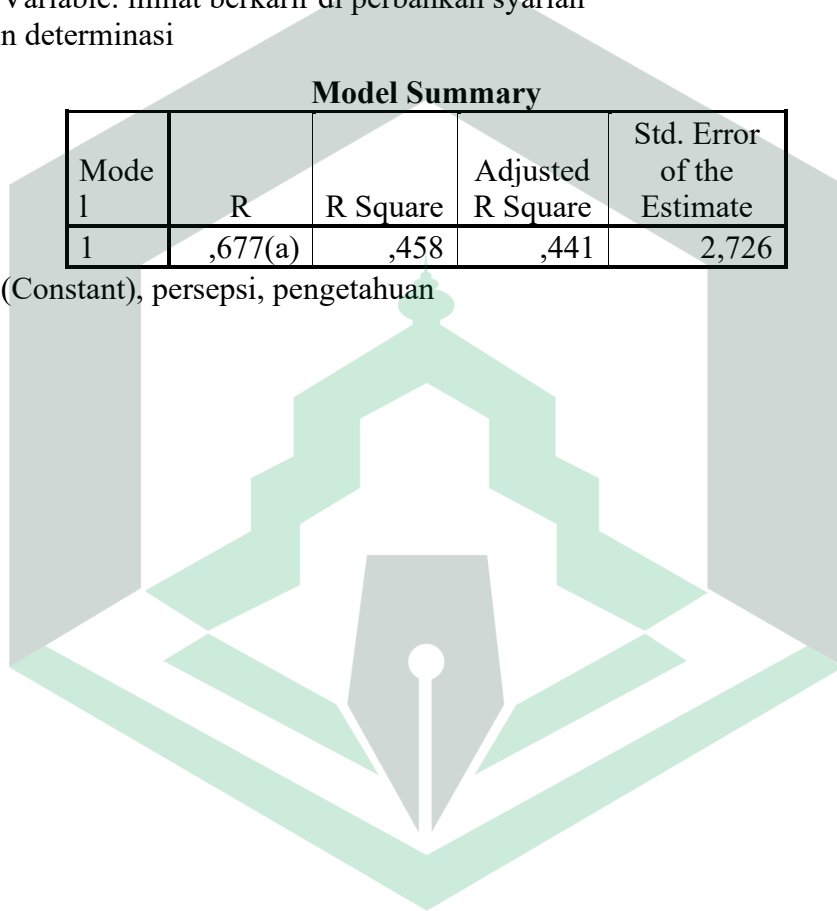 Variable: minat berkarir di perbankan syariah
n determinasi
Model Summary
Mode
l R R Square Adjusted
R Square Std. Error
of the
Estimate
1 ,677(a) ,458 ,441 2,726
(Constant), persepsi, pengetahuan